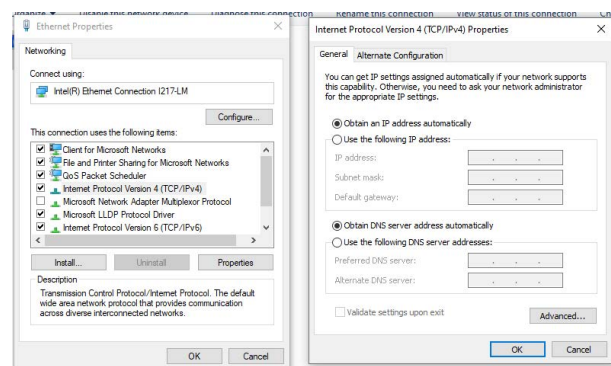 Organize
Disable this network device
Diagnose this connection
Rename this connection
View status of this connection
Ethernet Properties
Networking
Connect using:
Intel(R) Ethernet Connection I217-LM
Configure...
This connection uses the following items:
Client for Microsoft Networks
File and Printer Sharing for Microsoft Networks
QoS Packet Scheduler
Internet Protocol Version 4 (TCP/IPv4)
Microsoft Network Adapter Multiplexor Protocol
Microsoft LLDP Protocol Driver
Internet Protocol Version 6 (TCP/IPv6)
Install...
Uninstall
Properties
Description
Transmission Control Protocol/Internet Protocol. The default
wide area network protocol that provides communication
across diverse interconnected networks.
OK
Cancel
Internet Protocol Version 4 (TCP/IPv4) Properties
General
Alternate Configuration
You can get IP settings assigned automatically if your network supports
this capability. Otherwise, you need to ask your network administrator
for the appropriate IP settings.
Obtain an IP address automatically
Use the following IP address:
IP address:
Subnet mask:
Default gateway:
Obtain DNS server address automatically
Use the following DNS server addresses:
Preferred DNS server:
Alternate DNS server:
Validate settings upon exit
Advanced...
OK
Cancel